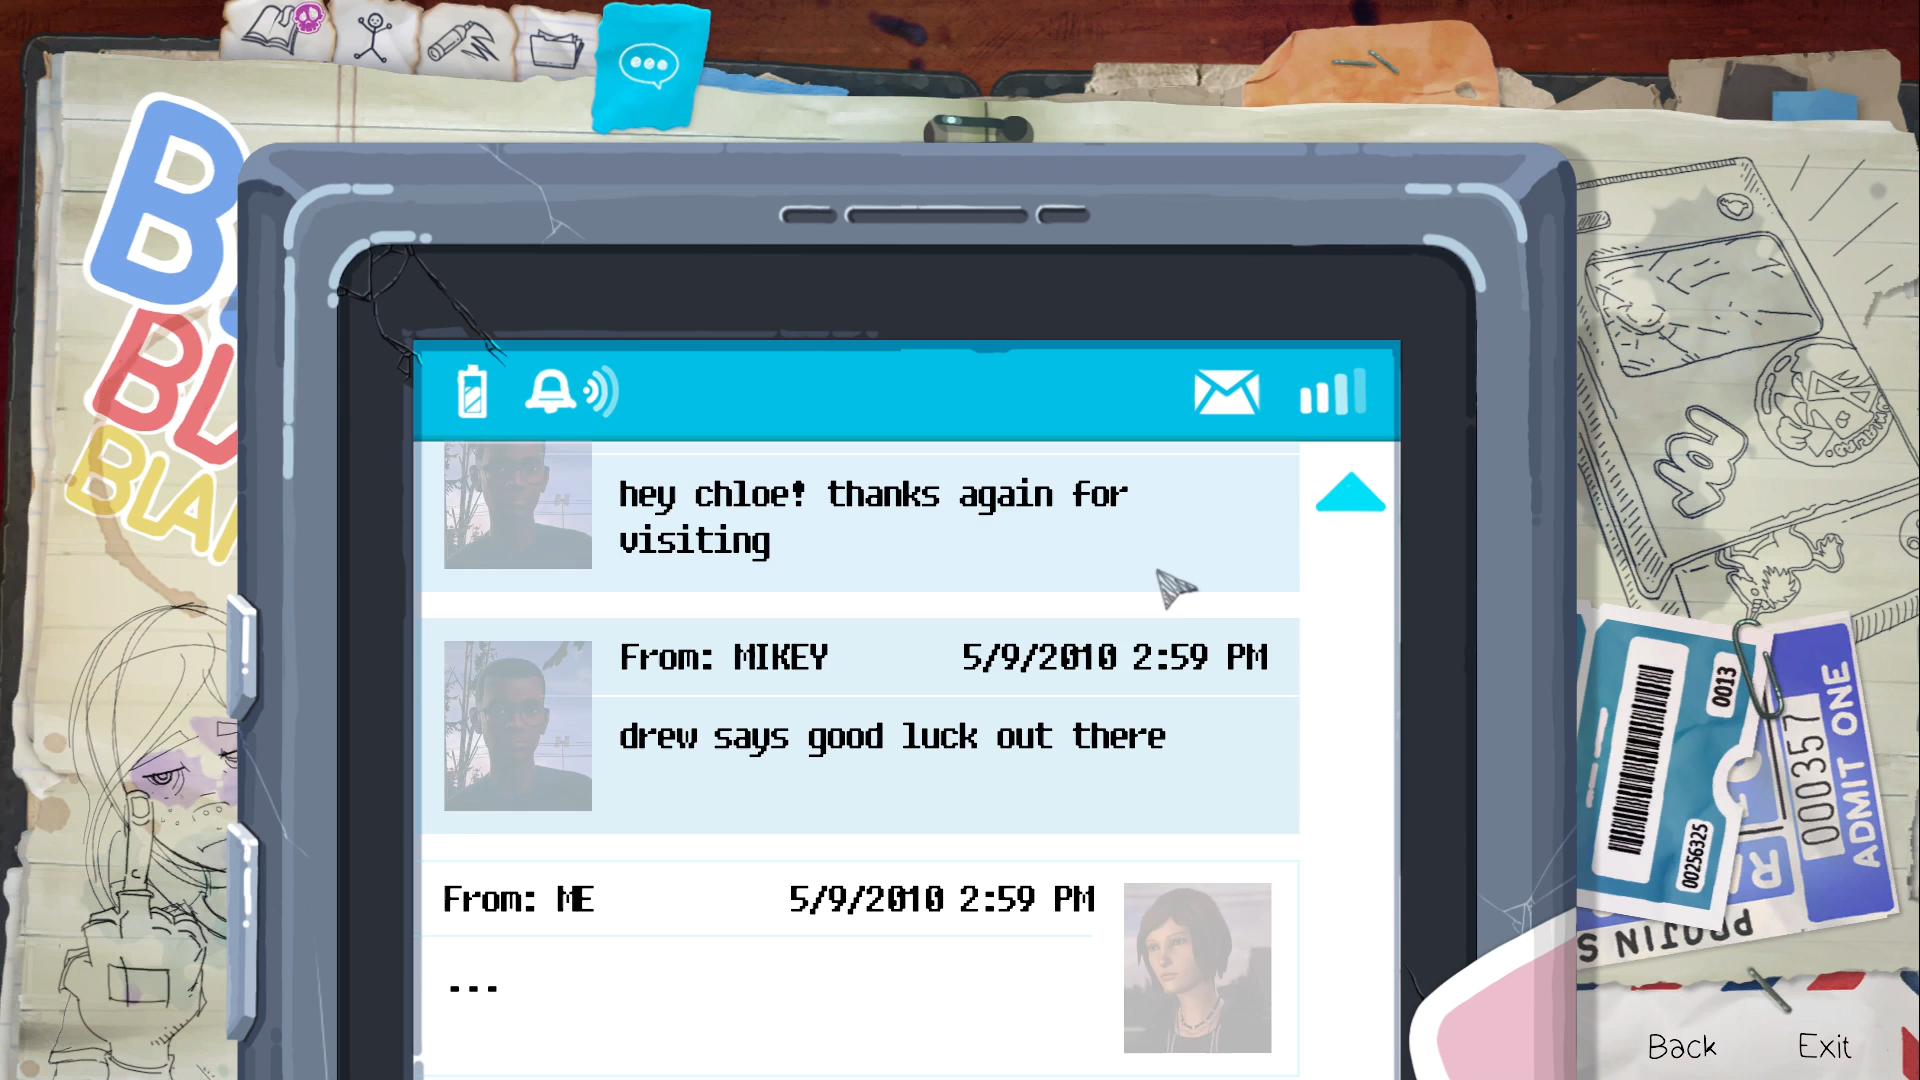 hey chloe! thanks again for
visiting
From: MIKEY 5/9/2010 2:59 PM
drew says good luck out there
From: ME 5/9/2010 2:59 PM
...
0013
00256325
000357
ADMIT ONE
Back Exit